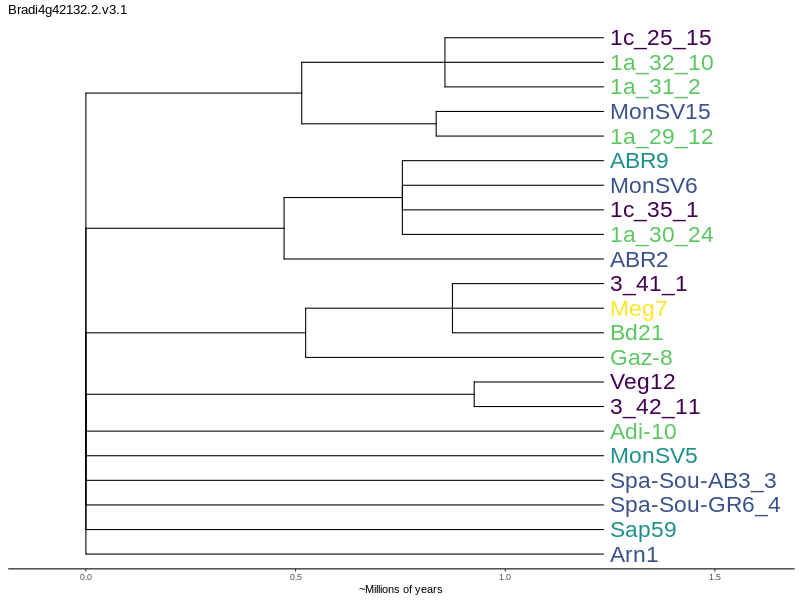 Bradi4g42132.2.v3.1
1c_25_15
1a_32_10
1a_31_2
MonSV15
1a_29_12
ABR9
MonSV6
1c_35_1
1a_30_24
ABR2
3_41_1
Meg7
Bd21
Gaz-8
Veg12
3_42_11
Adi-10
MonSV5
Spa-Sou-AB3_3
Spa-Sou-GR6_4
Sap59
Arn1
0.0 0.5 1.0 1.5
~Millions of years